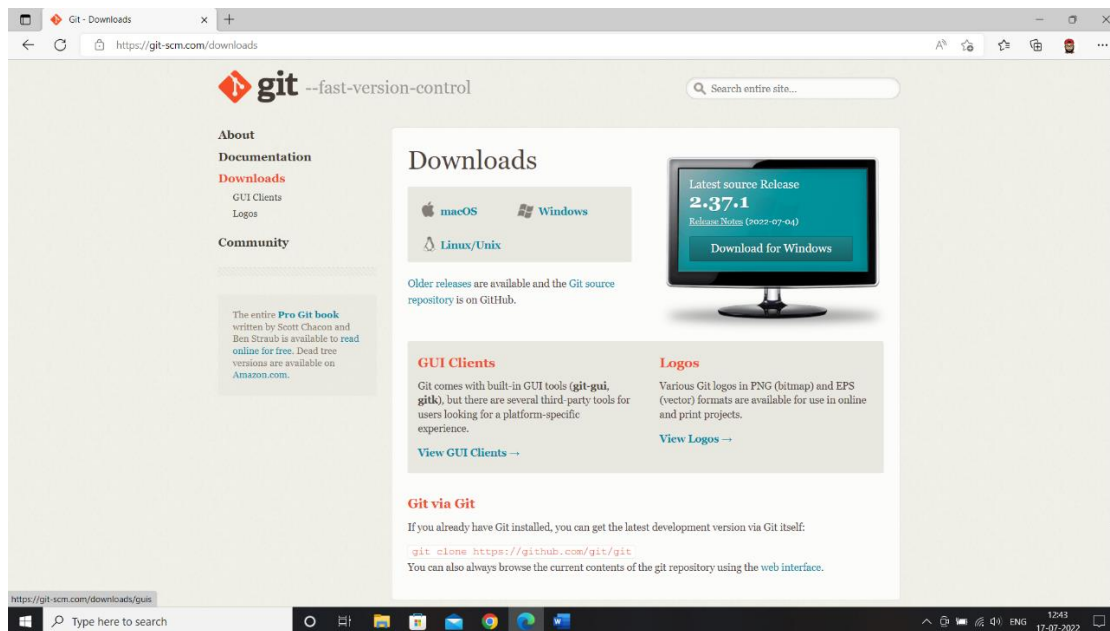 Git - Downloads
https://git-scm.com/downloads
git --fast-version-control
Search entire site...
About
Documentation
Downloads
GUI Clients
Logos
Community
The entire Pro Git book
written by Scott Chacon and
Ben Straub is available to read
online for free. Dead tree
versions are available on
Amazon.com.
Downloads
macOS
Windows
Linux/Unix
Older releases are available and the Git source
repository is on GitHub.
Latest source Release
2.37.1
Release Notes (2022-07-04)
Download for Windows
GUI Clients
Git comes with built-in GUI tools (git-gui,
gitk), but there are several third-party tools for
users looking for a platform-specific
experience.
View GUI Clients →
Logos
Various Git logos in PNG (bitmap) and EPS
(vector) formats are available for use in online
and print projects.
View Logos →
Git via Git
If you already have Git installed, you can get the latest development version via Git itself:
git clone https://github.com/git/git
You can also always browse the current contents of the git repository using the web interface.
https://git-scm.com/downloads/guis
Type here to search
ENG
12:43
17-07-2022